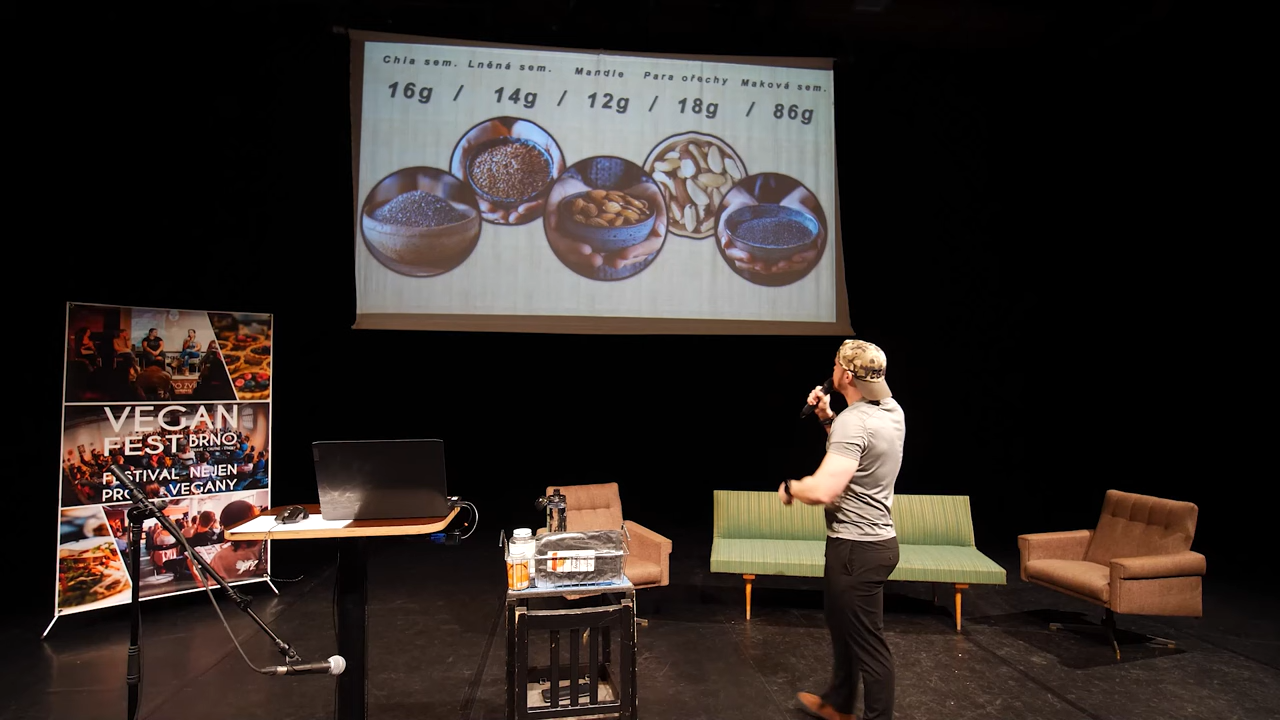 Chia sem. Lněná sem. Mandle Para ořechy Maková sem.
16g / 14g / 12g / 18g / 86g
VEGAN
FEST BRNO
FESTIVAL NEJEN
VEGANY